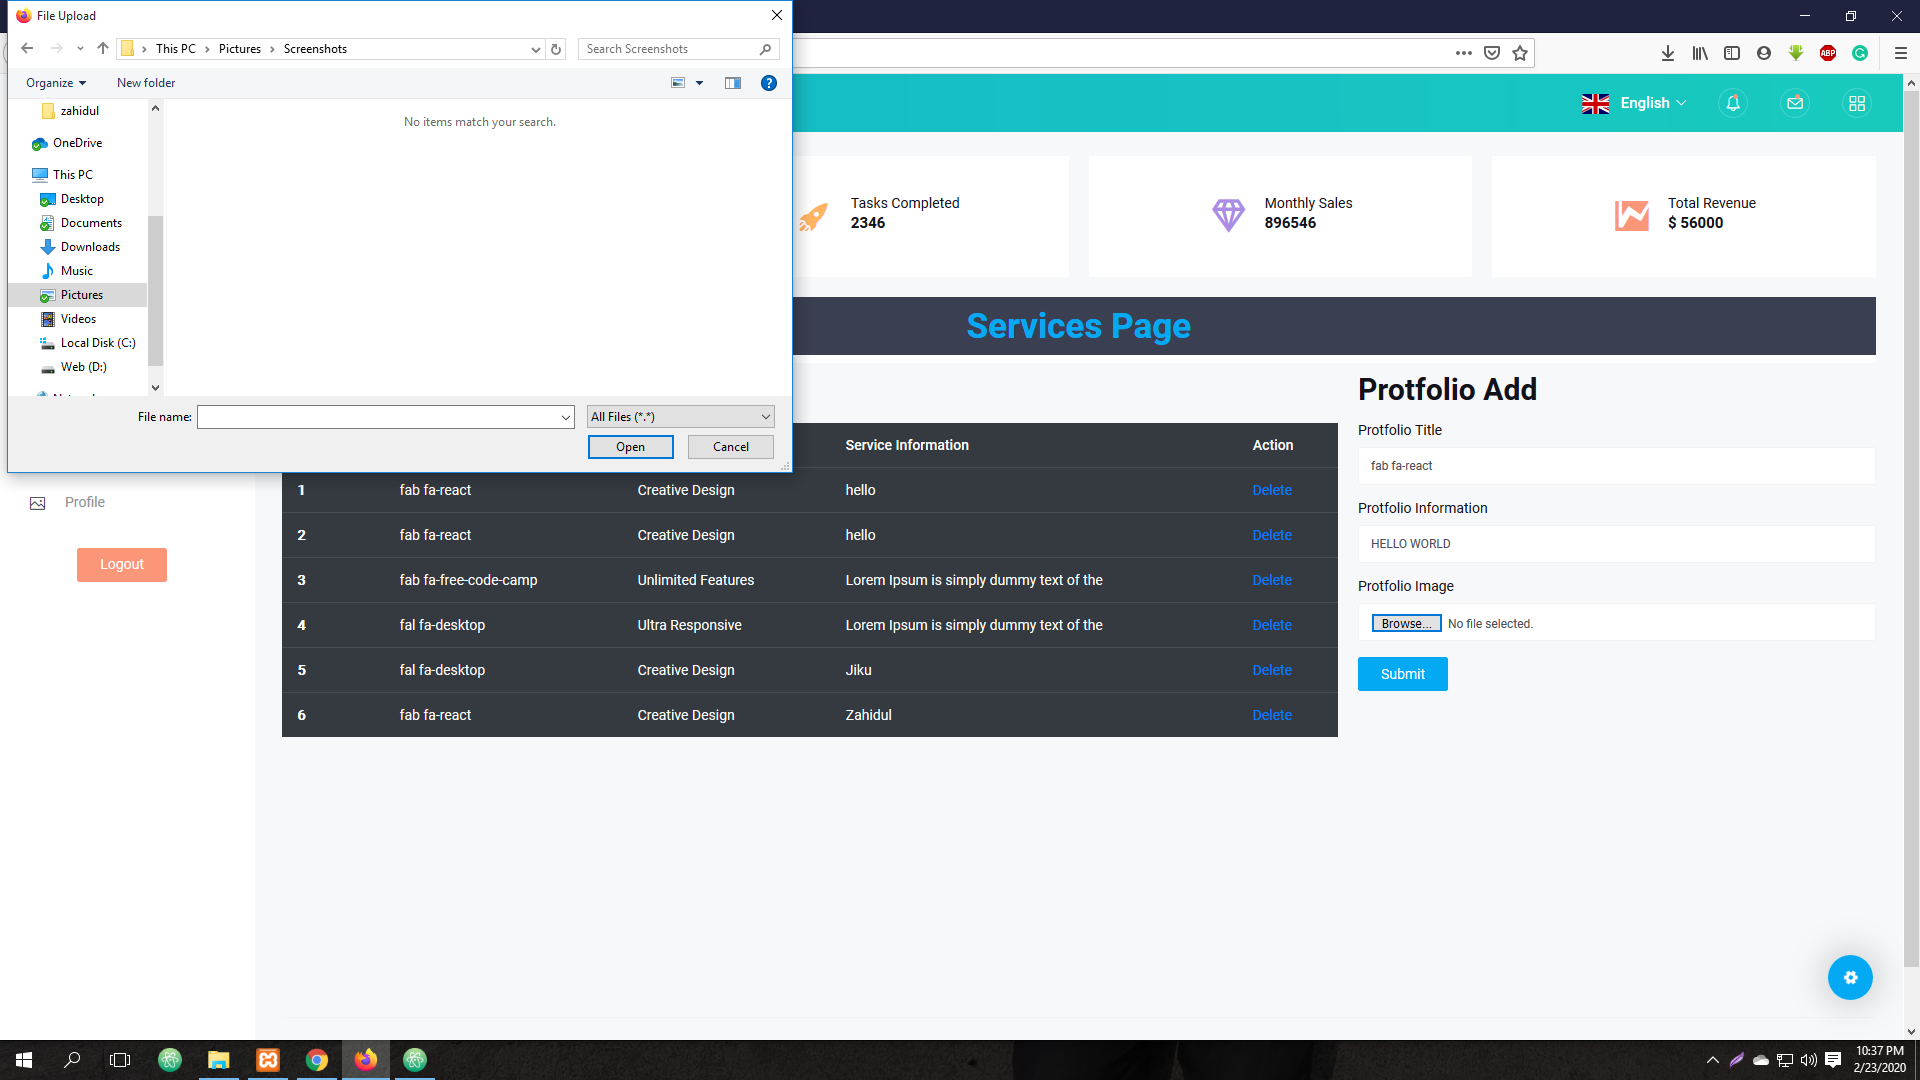 File Upload
This PC
Pictures
Screenshots
Search Screenshots
Organize
New folder
zahidul
OneDrive
This PC
Desktop
Documents
Downloads
Music
Pictures
Videos
Local Disk (C:)
Web (D:)
No items match your search.
File name:
All Files (*.*)
Open
Cancel
ABP
English
Tasks Completed
2346
Monthly Sales
896546
Total Revenue
$ 56000
Services Page
Service Information Action
1 fab fa-react Creative Design hello Delete
2 fab fa-react Creative Design hello Delete
3 fab fa-free-code-camp Unlimited Features Lorem Ipsum is simply dummy text of the Delete
4 fal fa-desktop Ultra Responsive Lorem Ipsum is simply dummy text of the Delete
5 fal fa-desktop Creative Design Jiku Delete
6 fab fa-react Creative Design Zahidul Delete
Protfolio Add
Protfolio Title
fab fa-react
Protfolio Information
HELLO WORLD
Protfolio Image
Browse... No file selected.
Submit
Profile
Logout
10:37 PM
2/23/2020